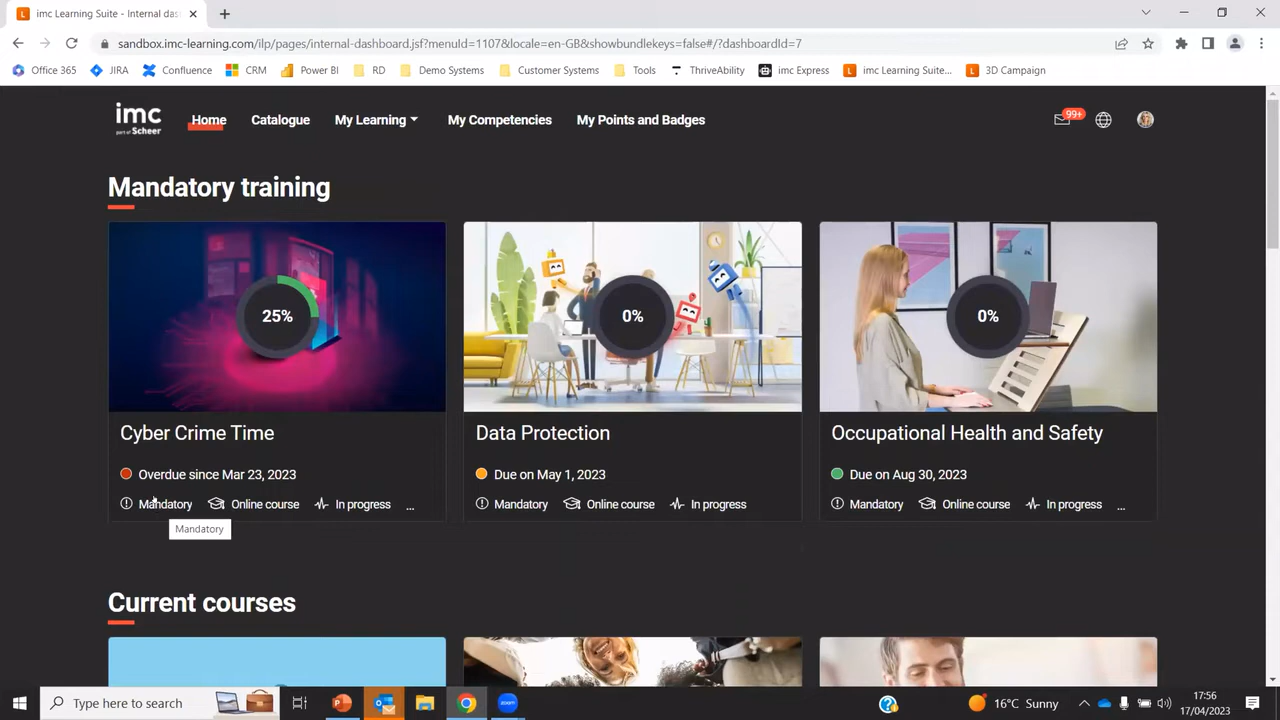 imc Learning Suite - Internal das
sandbox.imc-learning.com/ilp/pages/internal-dashboard.jsf?menuId=1107&locale=en-GB&showbundlekeys=false#/?dashboardId=7
Office 365 JIRA Confluence CRM Power BI RD Demo Systems Customer Systems Tools ThriveAbility imc Express imc Learning Suite... 3D Campaign
imc
part of Scheer
Home Catalogue My Learning My Competencies My Points and Badges 99+
Mandatory training
25% 0% 0%
Cyber Crime Time Data Protection Occupational Health and Safety
Overdue since Mar 23, 2023 Due on May 1, 2023 Due on Aug 30, 2023
Mandatory Online course In progress ... Mandatory Online course In progress Mandatory Online course In progress ...
Mandatory
Current courses
Type here to search 16°C Sunny 17:56
17/04/2023